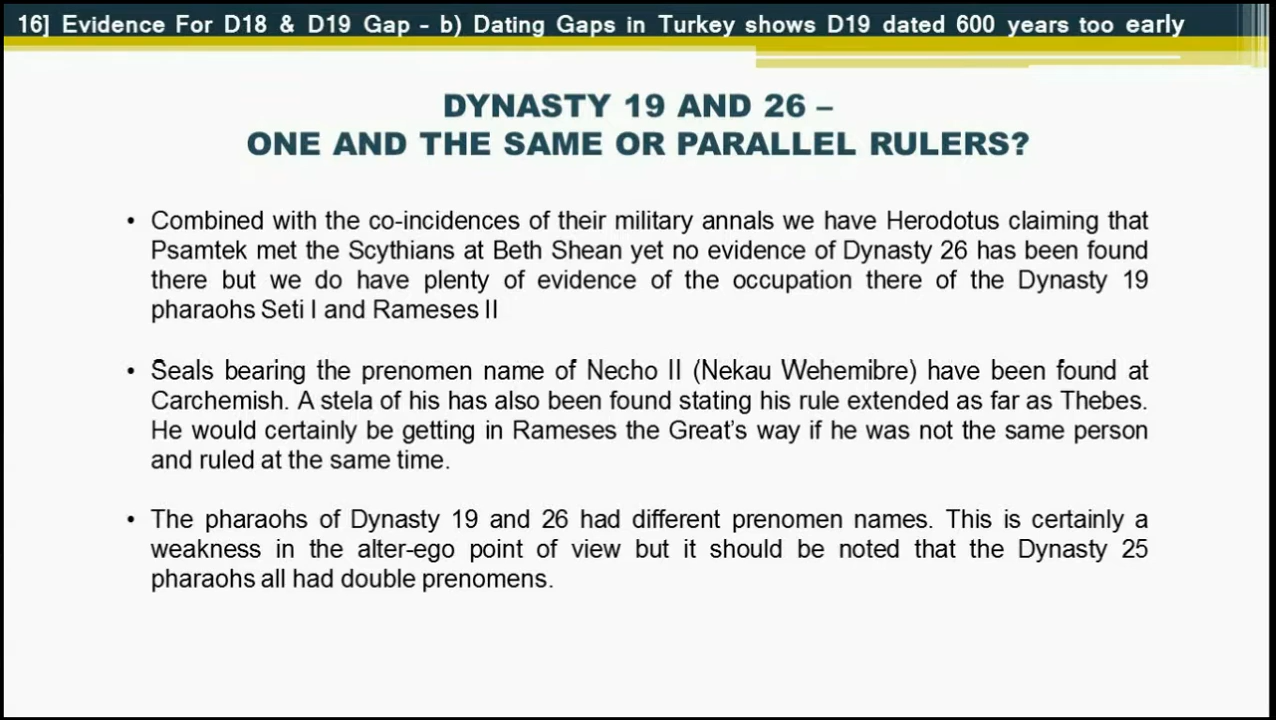 16] Evidence For D18 & D19 Gap – b) Dating Gaps in Turkey shows D19 dated 600 years too early
DYNASTY 19 AND 26 –
ONE AND THE SAME OR PARALLEL RULERS?
• Combined with the co-incidences of their military annals we have Herodotus claiming that
Psamtek met the Scythians at Beth Shean yet no evidence of Dynasty 26 has been found
there but we do have plenty of evidence of the occupation there of the Dynasty 19
pharaohs Seti I and Rameses II
• Seals bearing the prenomen name of Necho II (Nekau Wehemibre) have been found at
Carchemish. A stela of his has also been found stating his rule extended as far as Thebes.
He would certainly be getting in Rameses the Great's way if he was not the same person
and ruled at the same time.
• The pharaohs of Dynasty 19 and 26 had different prenomen names. This is certainly a
weakness in the alter-ego point of view but it should be noted that the Dynasty 25
pharaohs all had double prenomens.